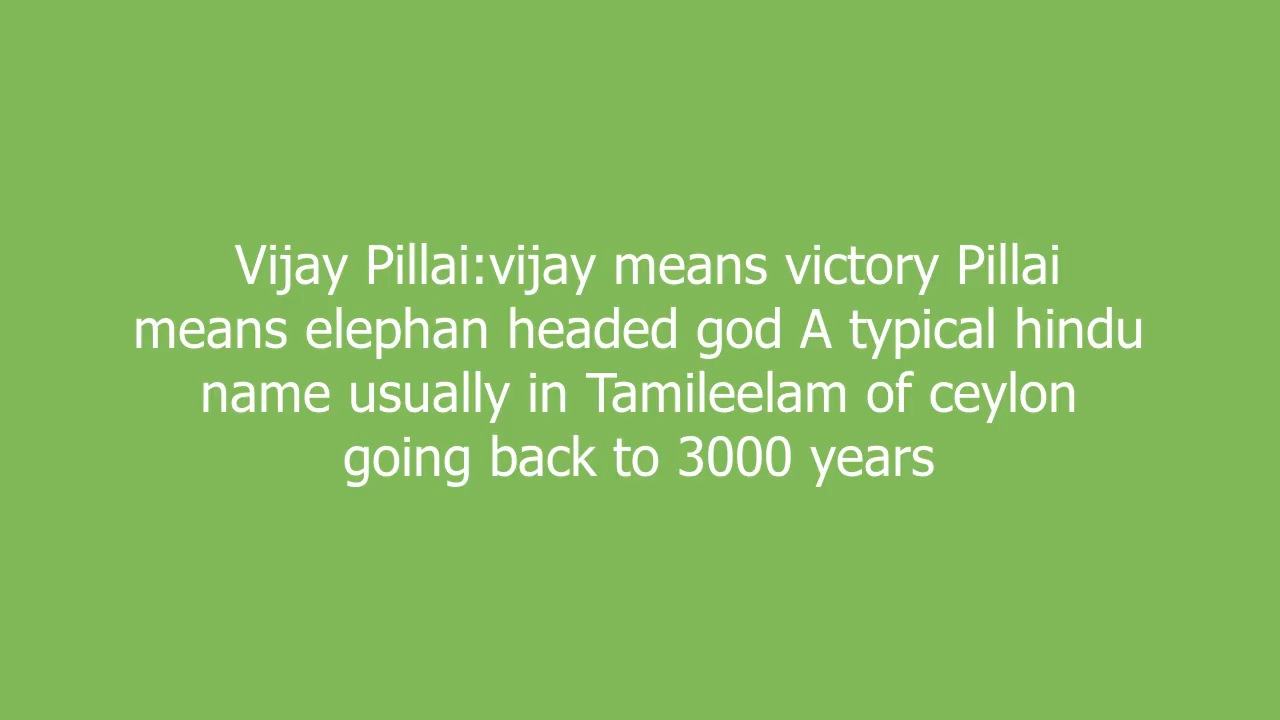 Vijay Pillai:vijay means victory Pillai
means elephan headed god A typical hindu
name usually in Tamileelam of ceylon
going back to 3000 years